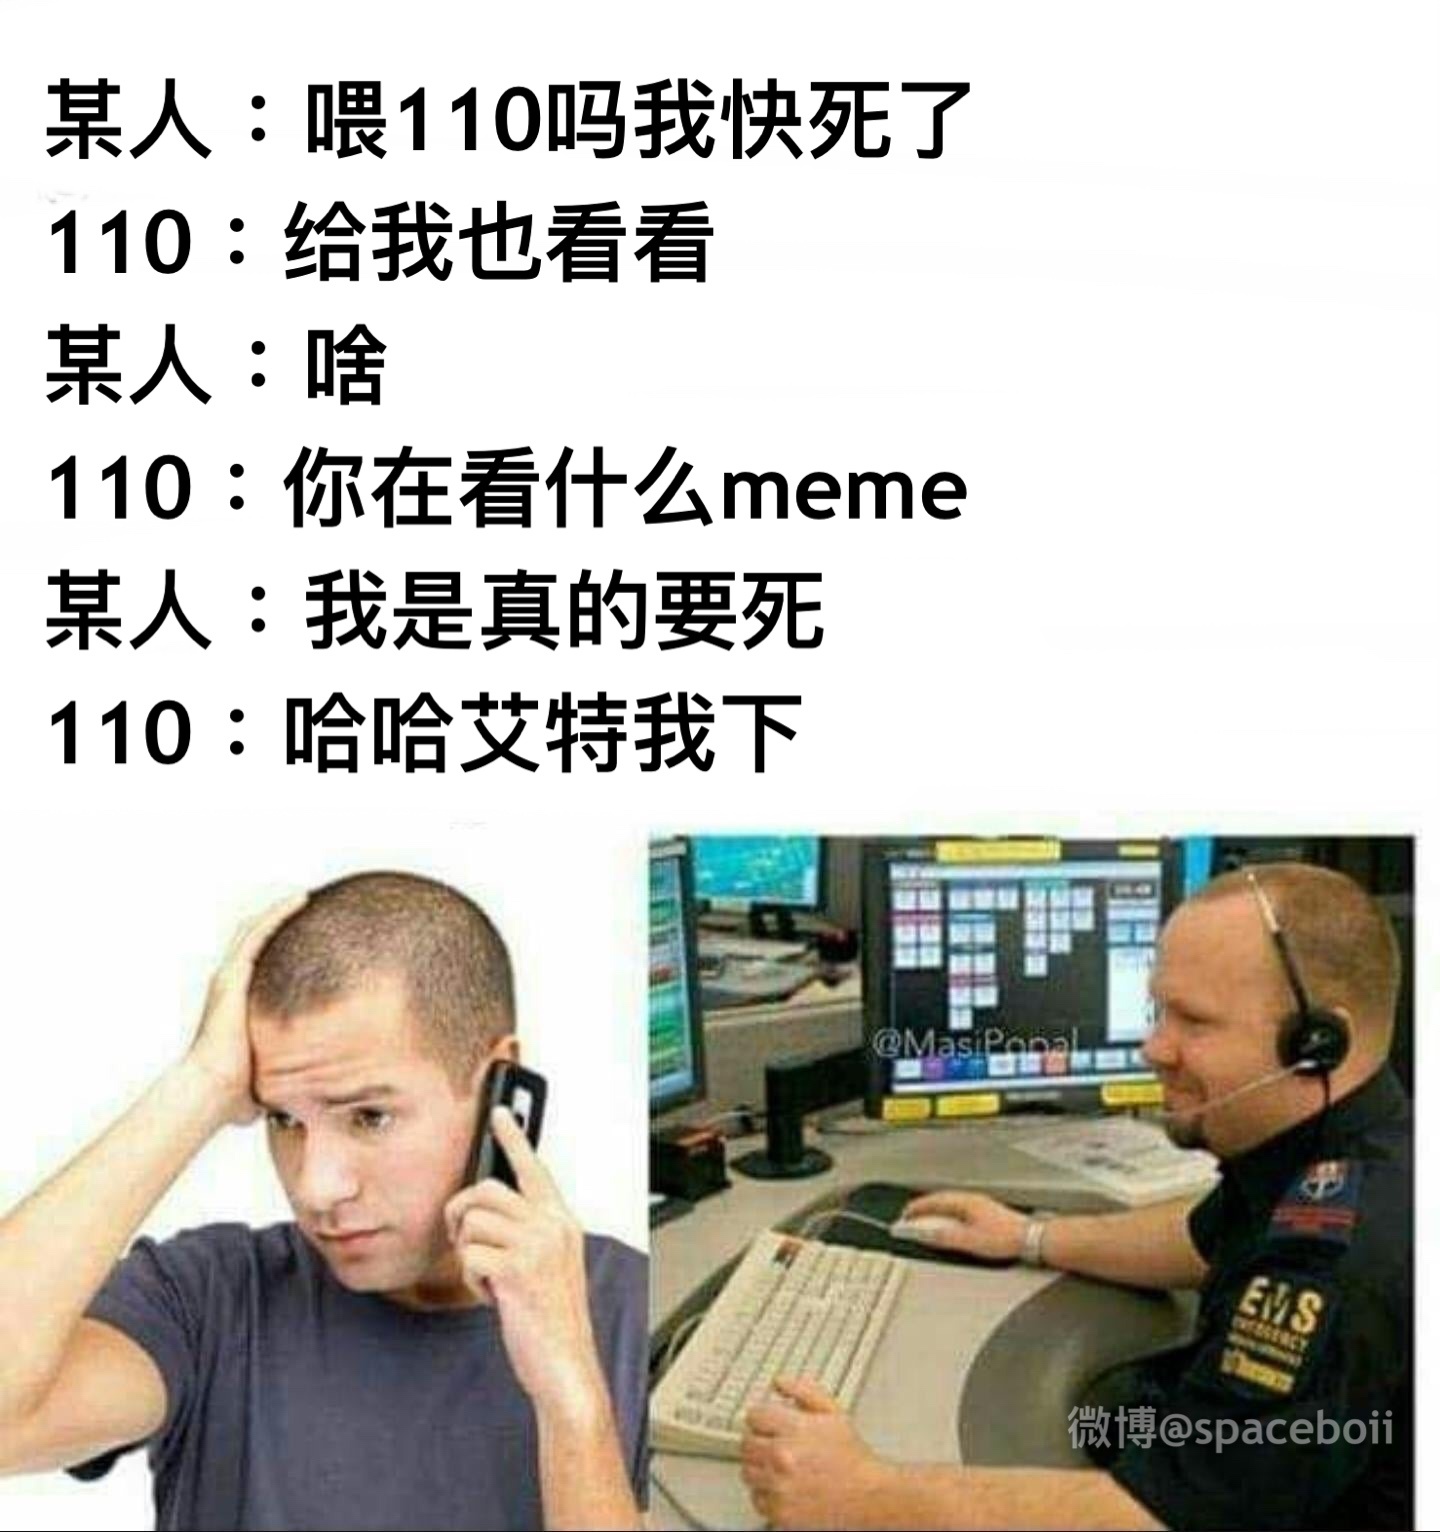 某人：喂110吗我快死了
110：给我也看看
某人：啥
110：你在看什么meme
某人：我是真的要死
110：哈哈艾特我下
@MasiPopal
EMS
微博@spaceboii